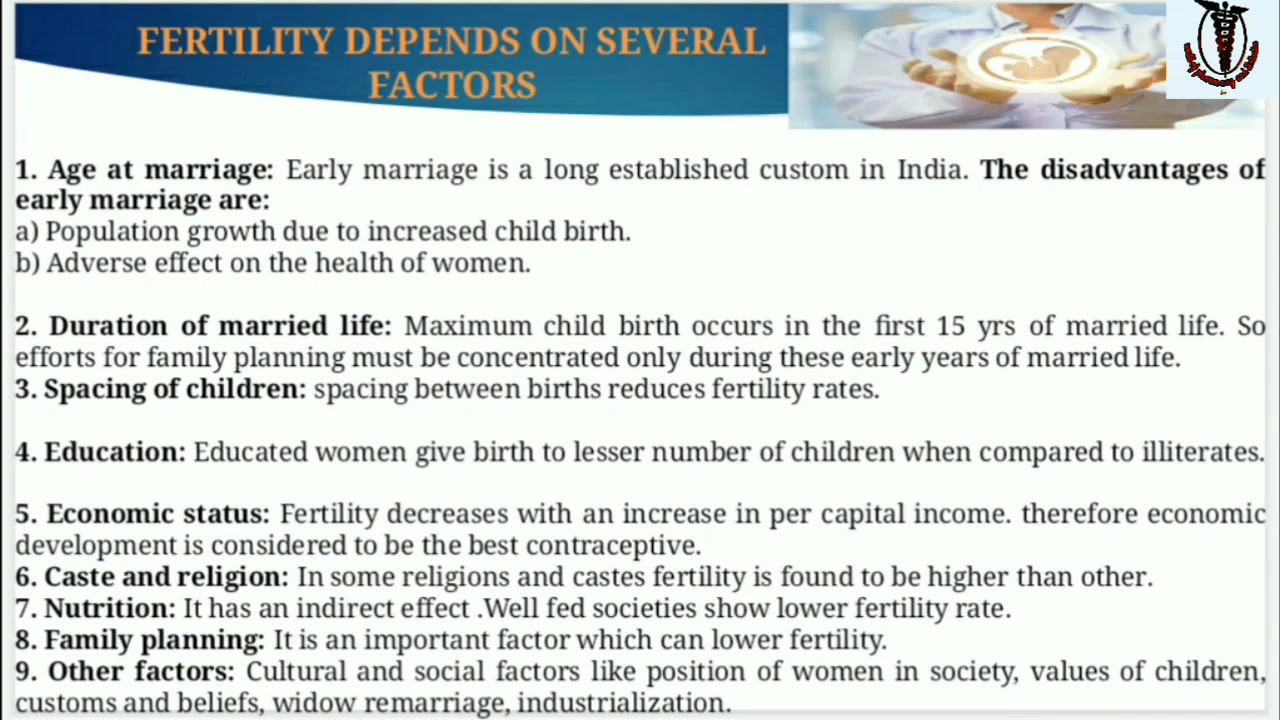 FERTILITY DEPENDS ON SEVERAL
FACTORS
1. Age at marriage: Early marriage is a long established custom in India. The disadvantages of
early marriage are:
a) Population growth due to increased child birth.
b) Adverse effect on the health of women.
2. Duration of married life: Maximum child birth occurs in the first 15 yrs of married life. So
efforts for family planning must be concentrated only during these early years of married life.
3. Spacing of children: spacing between births reduces fertility rates.
4. Education: Educated women give birth to lesser number of children when compared to illiterates.
5. Economic status: Fertility decreases with an increase in per capital income. therefore economic
development is considered to be the best contraceptive.
6. Caste and religion: In some religions and castes fertility is found to be higher than other.
7. Nutrition: It has an indirect effect .Well fed societies show lower fertility rate.
8. Family planning: It is an important factor which can lower fertility.
9. Other factors: Cultural and social factors like position of women in society, values of children,
customs and beliefs, widow remarriage, industrialization.